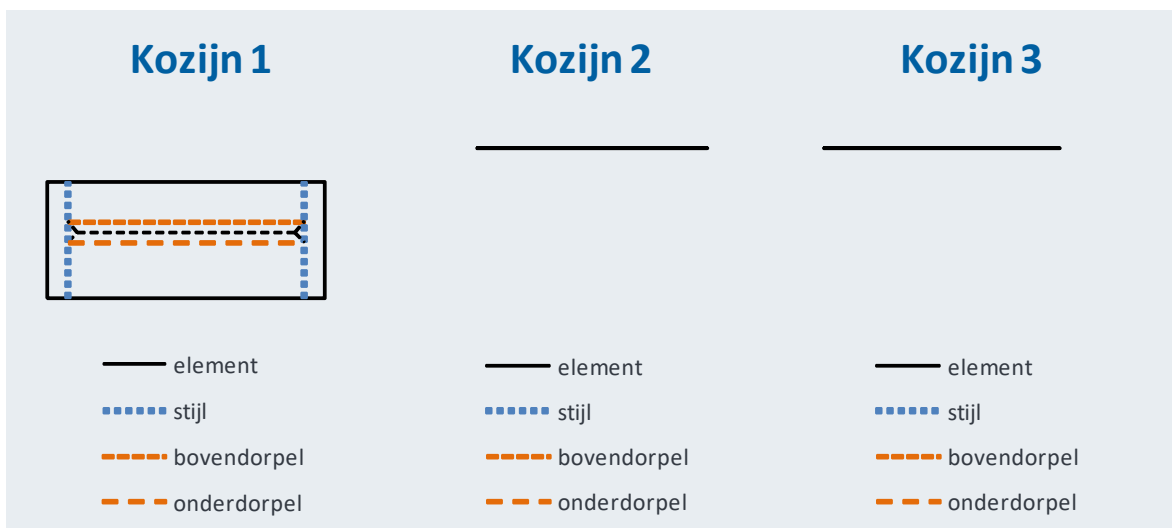 Kozijn 1
Kozijn 2
Kozijn 3
element
stijl
bovendorpel
onderdorpel
element
stijl
bovendorpel
onderdorpel
element
stijl
bovendorpel
onderdorpel